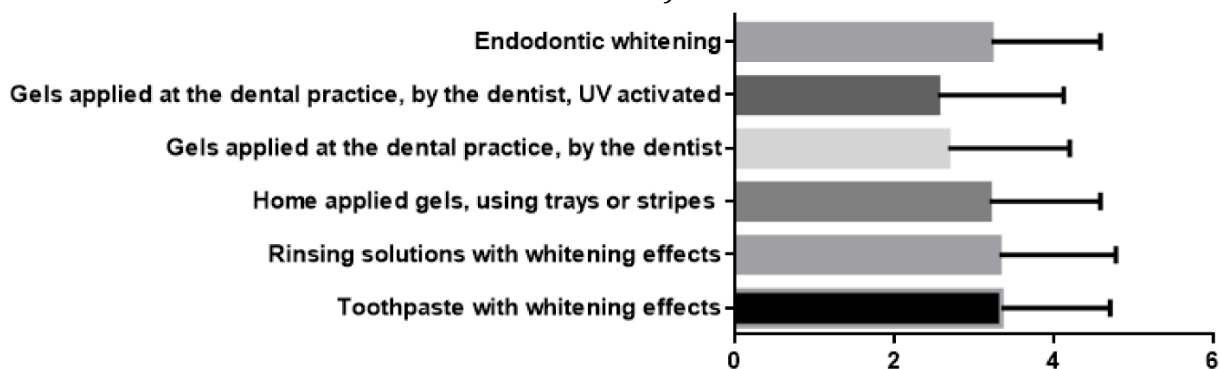 Endodontic whitening
Gels applied at the dental practice, by the dentist, UV activated
Gels applied at the dental practice, by the dentist
Home applied gels, using trays or stripes
Rinsing solutions with whitening effects
Toothpaste with whitening effects
0 2 4 6